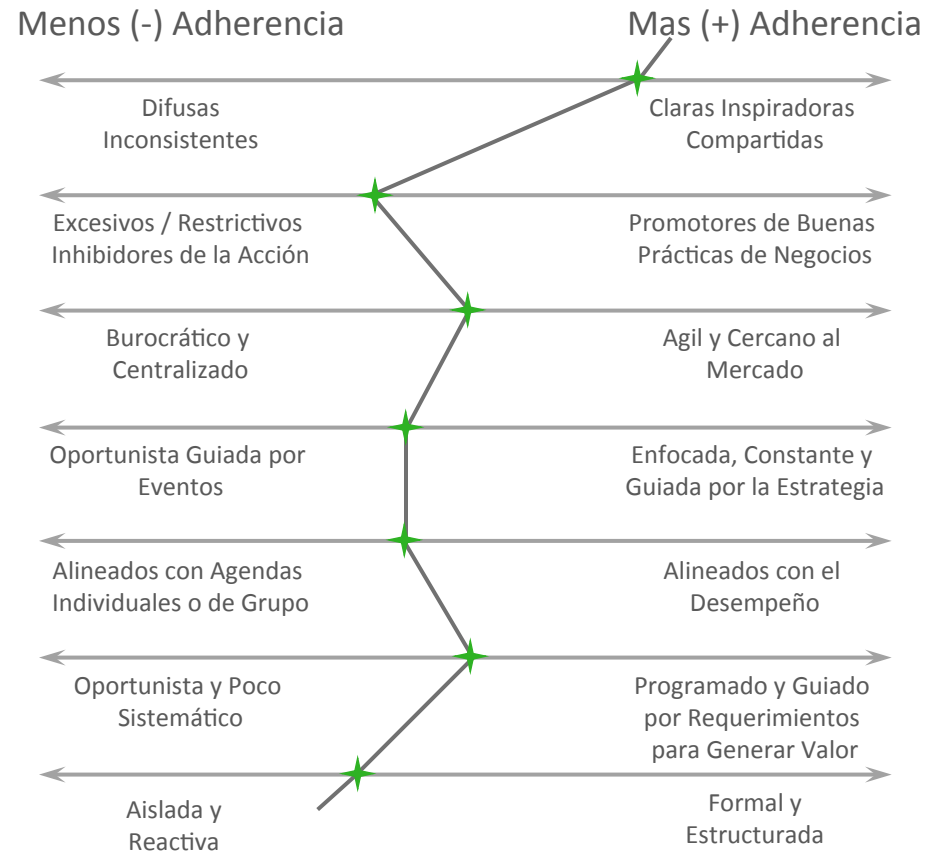 Menos (-) Adherencia
Mas (+) Adherencia
Difusas
Inconsistentes
Claras Inspiradoras
Compartidas
Excesivos / Restrictivos
Inhibidores de la Acción
Promotores de Buenas
Prácticas de Negocios
Burocrático y
Centralizado
Agil y Cercano al
Mercado
Oportunista Guiada por
Eventos
Enfocada, Constante y
Guiada por la Estrategia
Alineados con Agendas
Individuales o de Grupo
Alineados con el
Desempeño
Oportunista y Poco
Sistemático
Programado y Guiado
por Requerimientos
para Generar Valor
Aislada y
Reactiva
Formal y
Estructurada